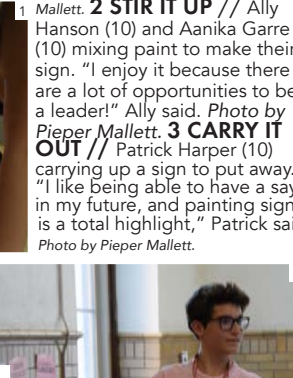 1 Mallett. 2 STIR IT UP // Ally
Hanson (10) and Aanika Garre
(10) mixing paint to make their
sign. “I enjoy it because there
are a lot of opportunities to be
a leader!” Ally said. Photo by
Pieper Mallett. 3 CARRY IT
OUT // Patrick Harper (10)
carrying up a sign to put away.
“I like being able to have a say
in my future, and painting sign
is a total highlight,” Patrick sai
Photo by Pieper Mallett.